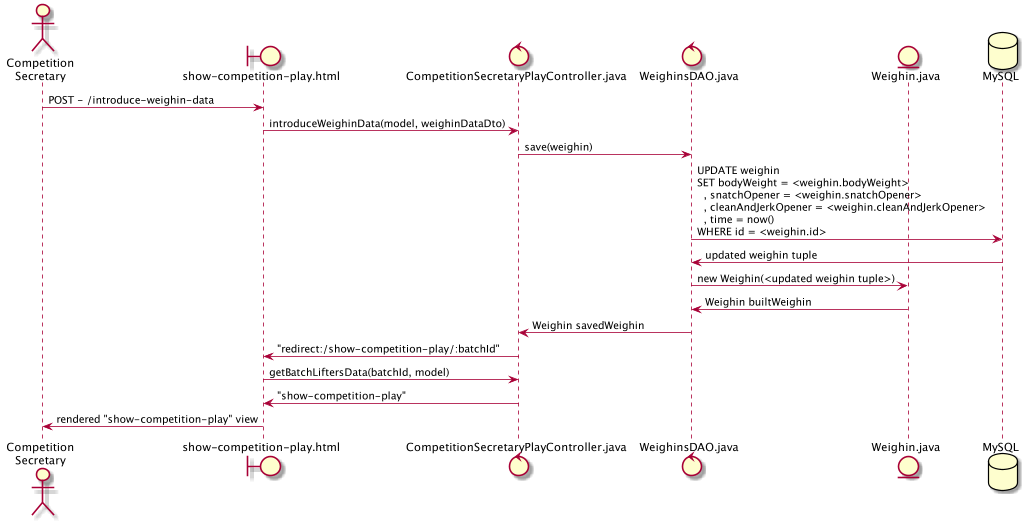 Competition
Secretary
show-competition-play.html
CompetitionSecretaryPlayController.java
WeighinsDAO.java
Weighin.java
MySQL
POST - /introduce-weighin-data
introduceWeighinData(model, weighinDataDto)
save(weighin)
UPDATE weighin
SET bodyWeight = <weighin.bodyWeight>
, snatchOpener = <weighin.snatchOpener>
, cleanAndJerkOpener = <weighin.cleanAndJerkOpener>
, time = now()
WHERE id = <weighin.id>
updated weighin tuple
new Weighin(<updated weighin tuple>)
Weighin builtWeighin
Weighin savedWeighin
"redirect:/show-competition-play/:batchId"
getBatchLiftersData(batchId, model)
"show-competition-play"
rendered "show-competition-play" view
Competition
Secretary
show-competition-play.html
CompetitionSecretaryPlayController.java
WeighinsDAO.java
Weighin.java
MySQL